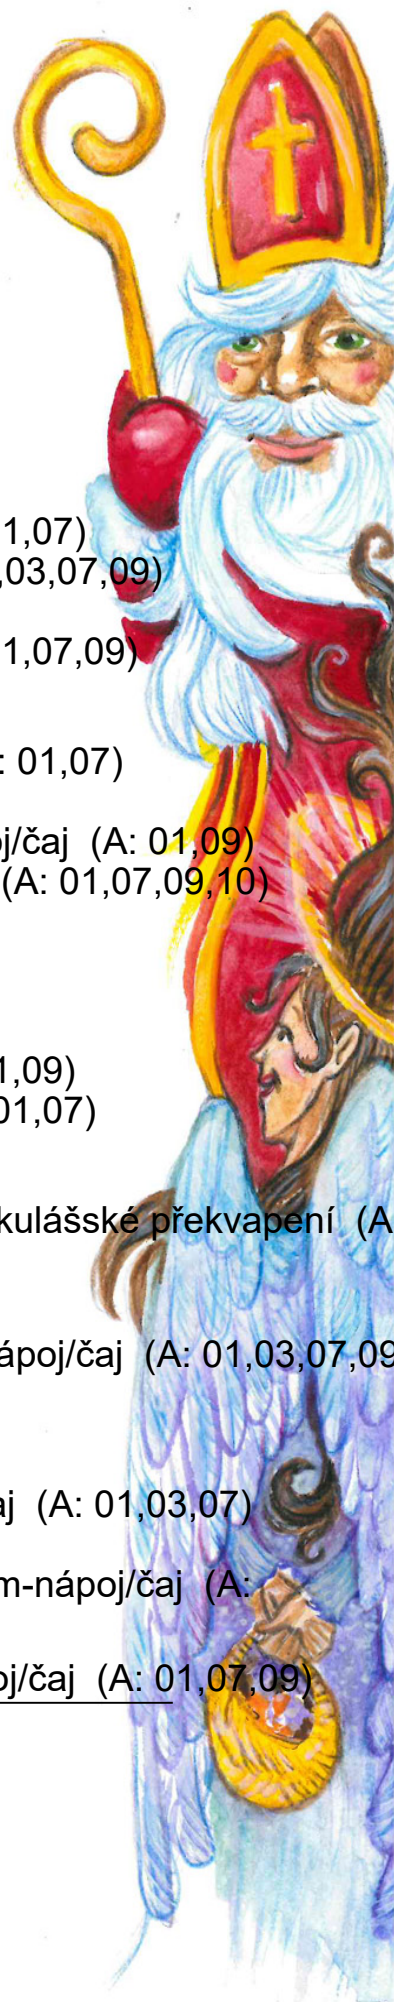 1,07)
,03,07,09)
1,07,09)
: 01,07)
j/čaj (A: 01,09)
(A: 01,07,09,10)
1,09)
01,07)
kulášské překvapení (A
ápoj/čaj (A: 01,03,07,09
aj (A: 01,03,07)
m-nápoj/čaj (A:
oj/čaj (A: 01,07,09)